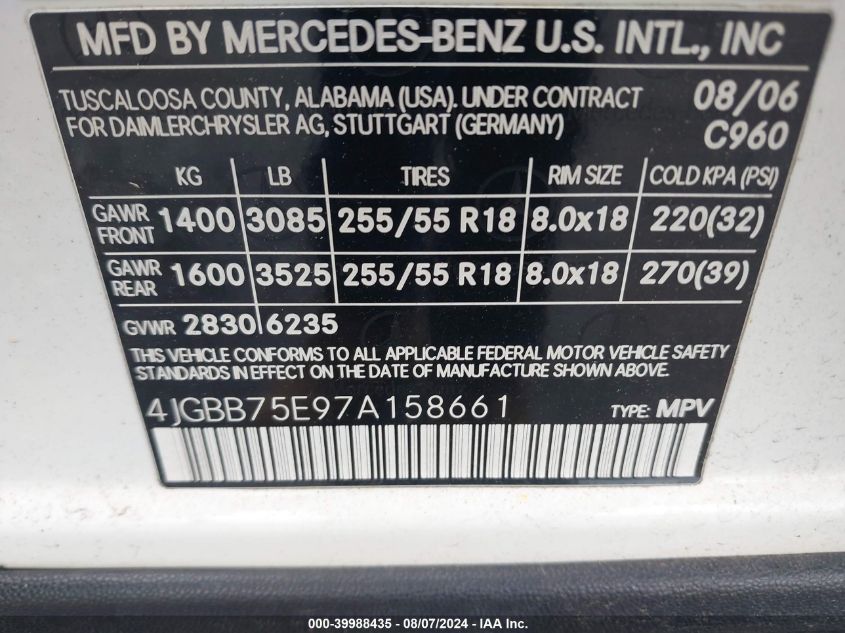 MFD BY MERCEDES-BENZ U.S. INTL., INC
TUSCALOOSA COUNTY, ALABAMA (USA). UNDER CONTRACT 08/06
FOR DAIMLERCHRYSLER AG, STUTTGART (GERMANY) C960
KG LB TIRES RIM SIZE COLD KPA (PSI)
GAWR FRONT 1400 3085 255/55 R18 8.0x18 220(32)
GAWR REAR 1600 3525 255/55 R18 8.0x18 270(39)
GVWR 2830 6235
THIS VEHICLE CONFORMS TO ALL APPLICABLE FEDERAL MOTOR VEHICLE SAFETY
STANDARDS IN EFFECT ON THE DATE OF MANUFACTURE SHOWN ABOVE.
4JGBB75E97A158661 TYPE: MPV
000-39988435 - 08/07/2024 - IAA Inc.